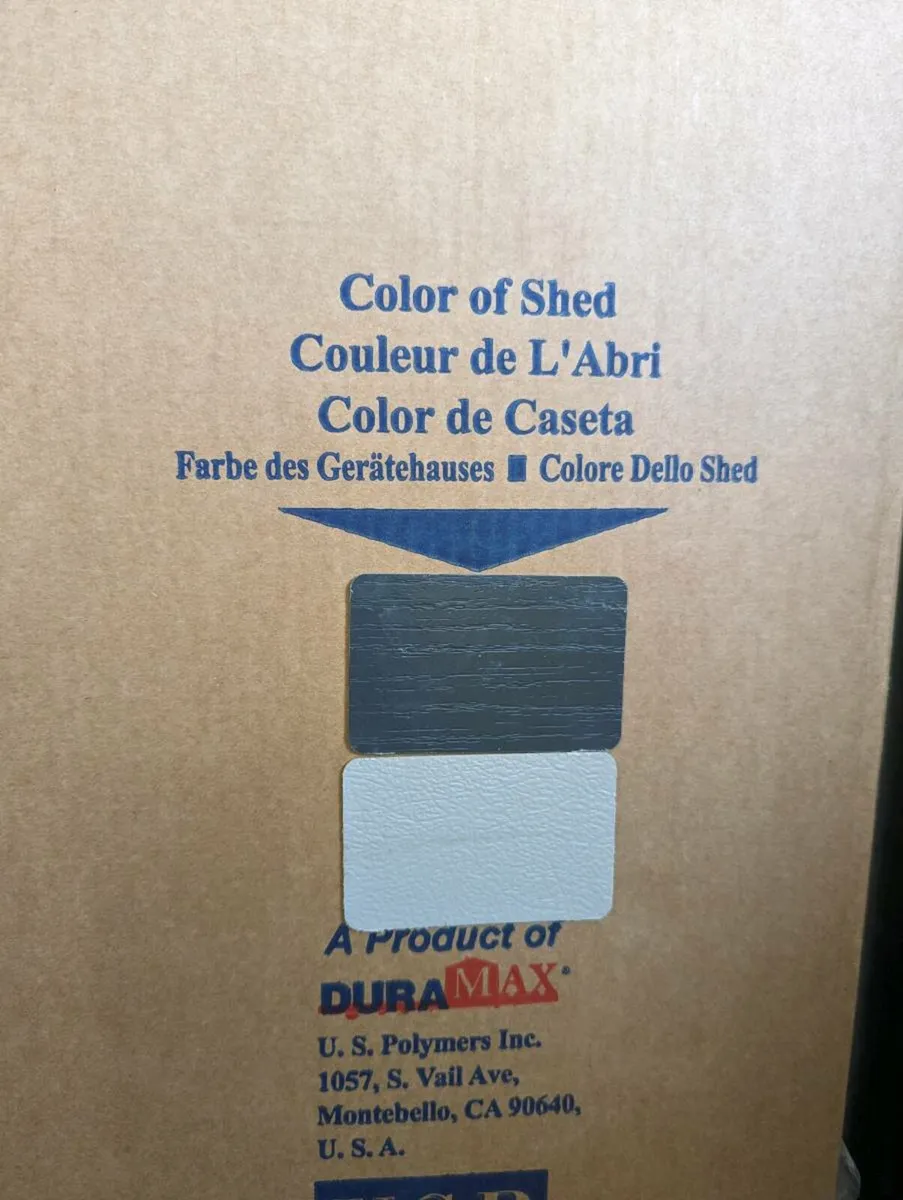 Color of Shed
Couleur de L'Abri
Color de Caseta
Farbe des Gerätehauses ■ Colore Dello Shed
A Product of
DURAMAX®
U. S. Polymers Inc.
1057, S. Vail Ave,
Montebello, CA 90640,
U. S. A.